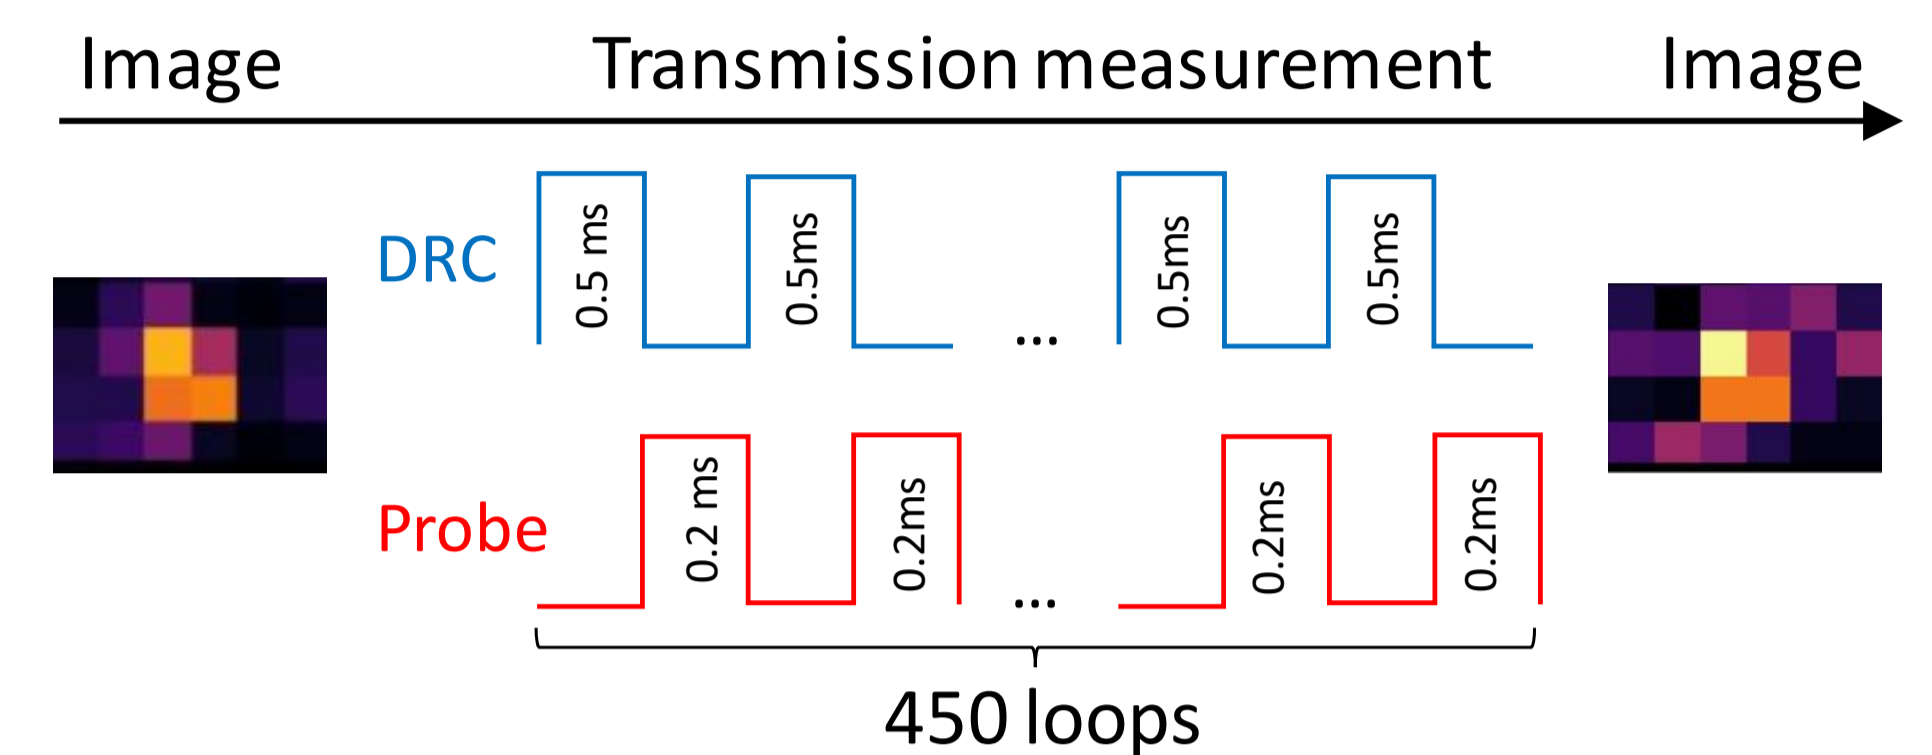 Image Transmission measurement Image
DRC
0.5 ms
0.5ms
...
0.5ms
0.5ms
Probe
0.2 ms
0.2ms
...
0.2ms
0.2ms
450 loops